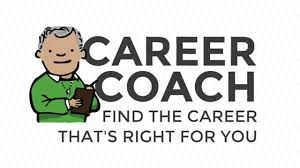 CAREER
COACH
FIND THE CAREER
THAT'S RIGHT FOR YOU